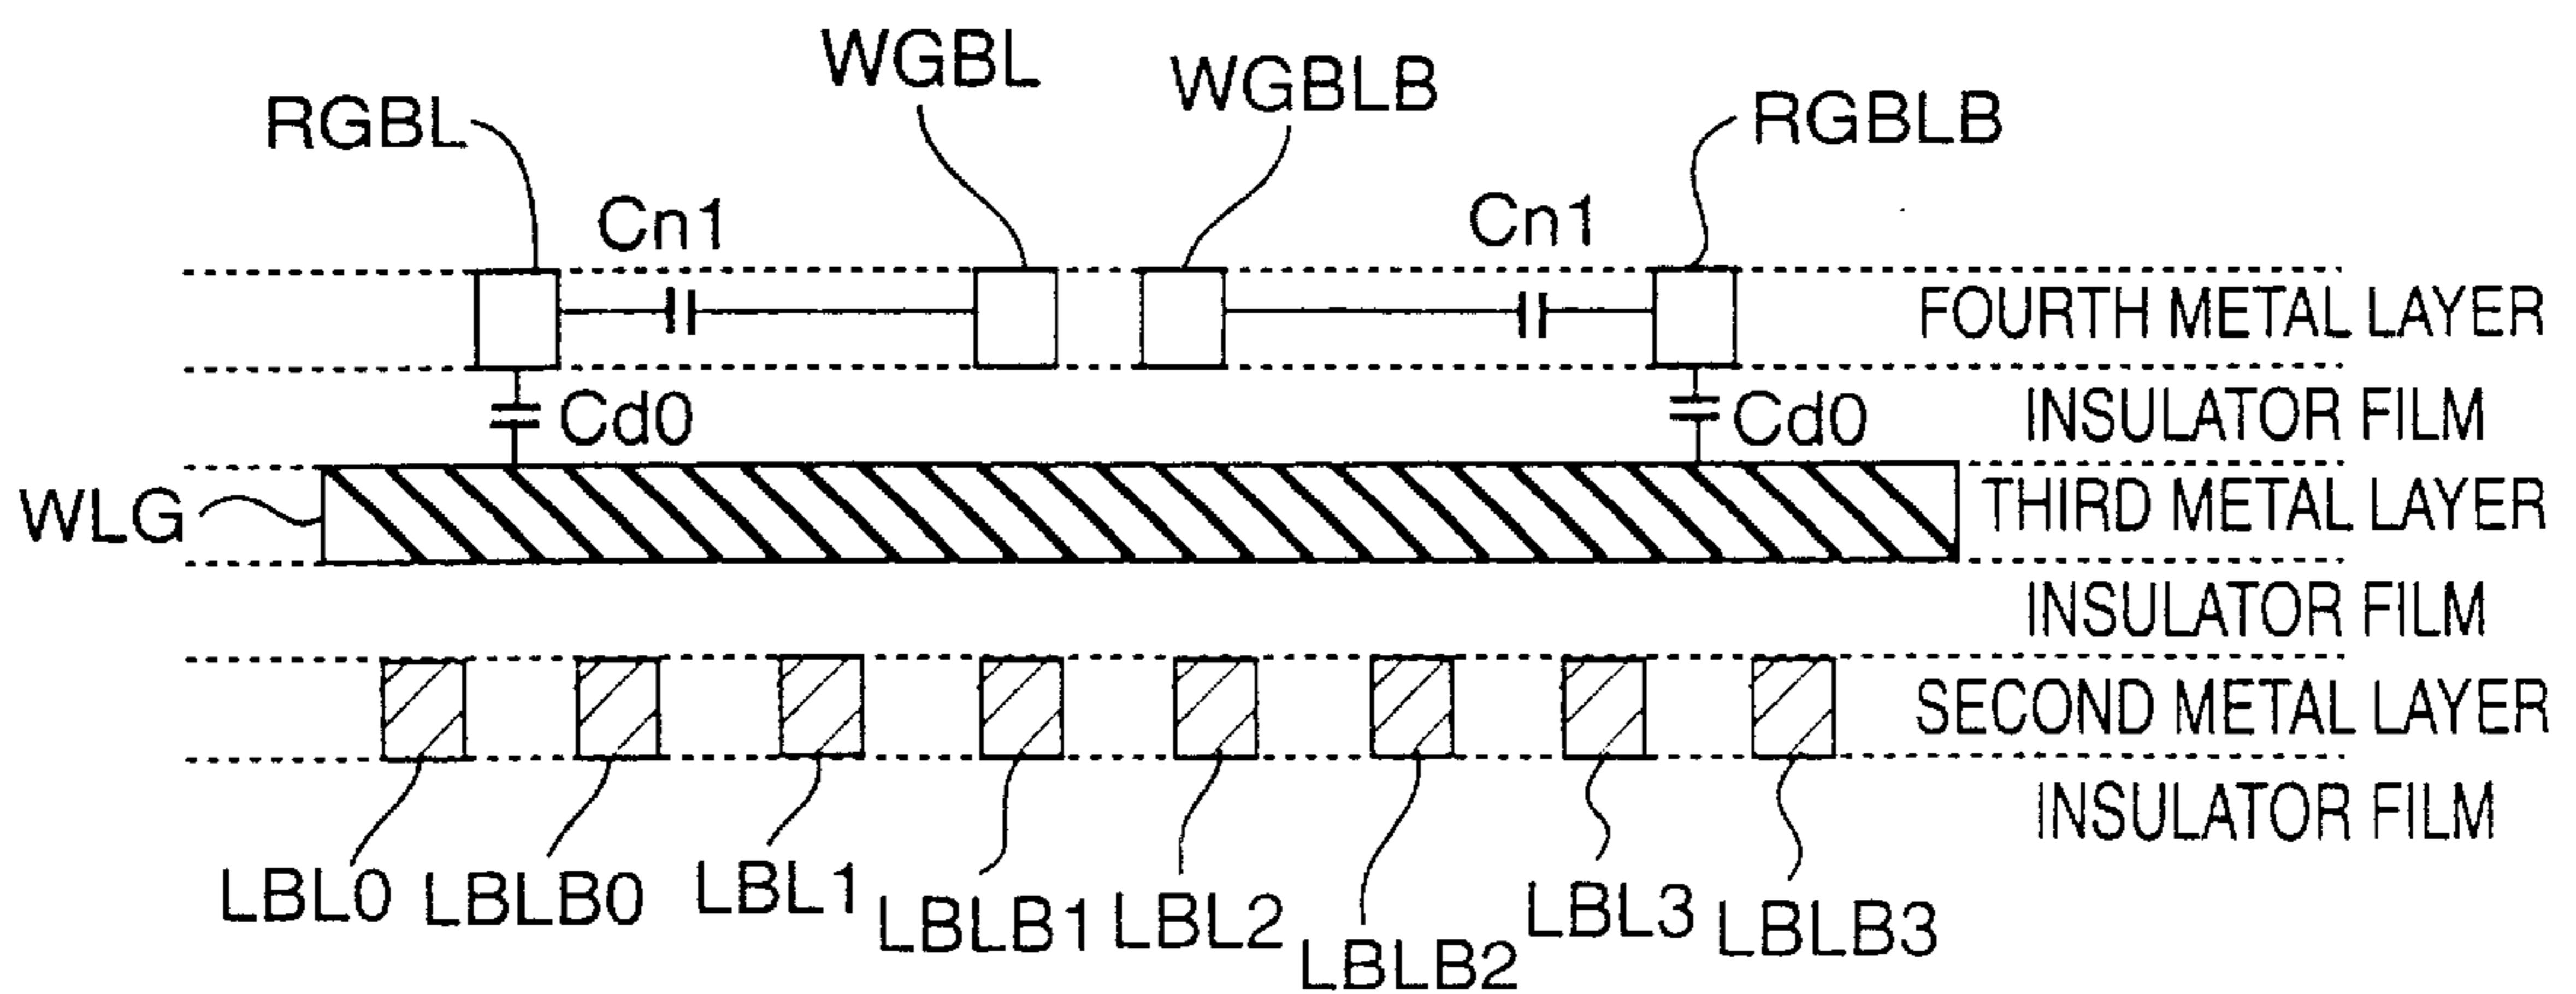 WGBL
WGBLB
RGBL
RGBLB
Cn1
Cn1
FOURTH METAL LAYER
Cd0
Cd0
INSULATOR FILM
WLG
THIRD METAL LAYER
INSULATOR FILM
SECOND METAL LAYER
INSULATOR FILM
LBL0
LBLB0
LBL1
LBLB1
LBL2
LBLB2
LBL3
LBLB3